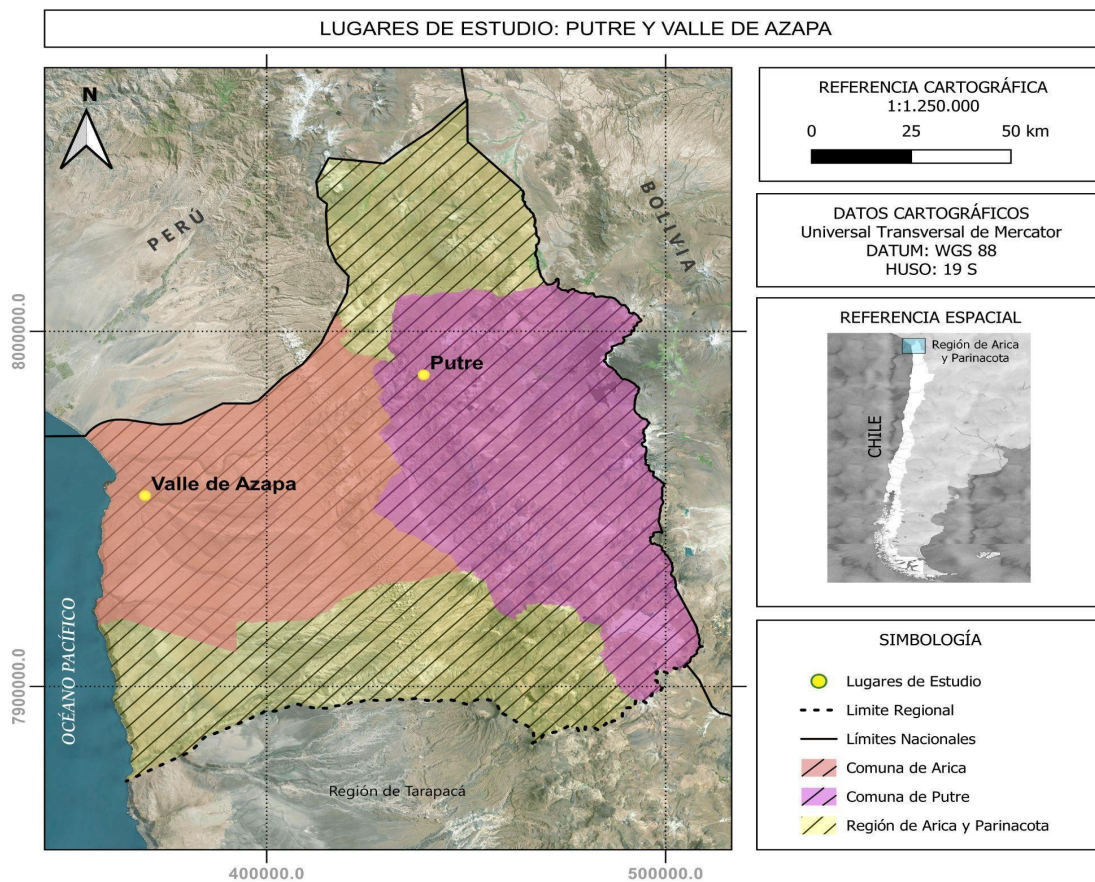 LUGARES DE ESTUDIO: PUTRE Y VALLE DE AZAPA
N
PERÚ
BOLIVIA
Putre
Valle de Azapa
OCÉANO PACÍFICO
Región de Tarapacá
8000000.0
7900000.0
400000.0
500000.0
REFERENCIA CARTOGRÁFICA
1:1.250.000
0 25 50 km
DATOS CARTOGRÁFICOS
Universal Transversal de Mercator
DATUM: WGS 88
HUSO: 19 S
REFERENCIA ESPACIAL
Región de Arica
y Parinacota
CHILE
SIMBOLOGÍA
Lugares de Estudio
Limite Regional
Límites Nacionales
Comuna de Arica
Comuna de Putre
Región de Arica y Parinacota